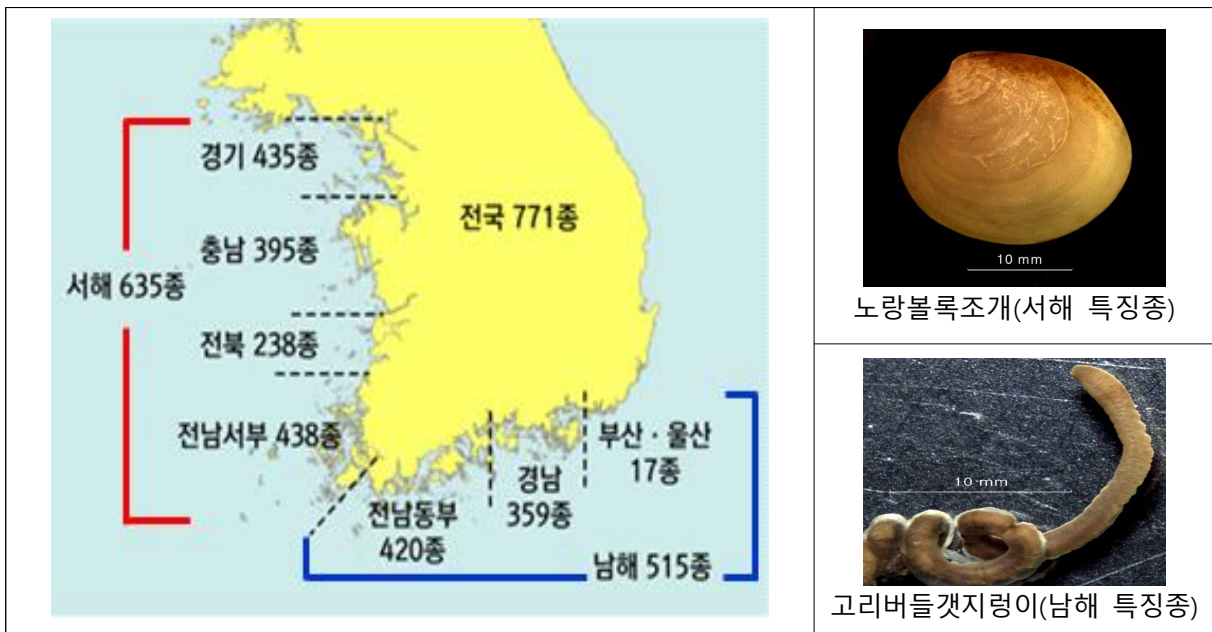 경기 435종
전국 771종
충남 395종
서해 635종
전북 238종
전남서부 438종
부산 · 울산
17종
경남
359종
전남동부
420종
남해 515종
10 mm
노랑볼록조개(서해 특징종)
10 mm
고리버들갯지렁이(남해 특징종)